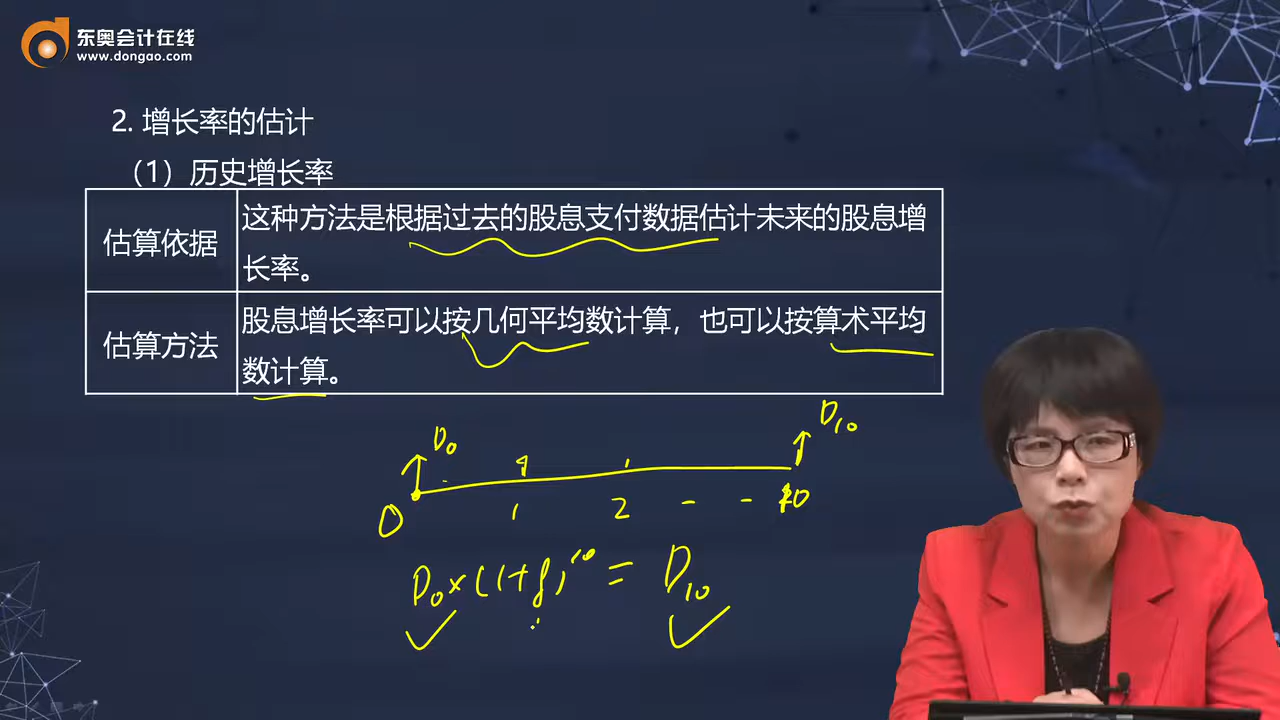 东奥会计在线
www.dongao.com
2. 增长率的估计
（1）历史增长率
估算依据
这种方法是根据过去的股息支付数据估计未来的股息增
长率。
估算方法
股息增长率可以按几何平均数计算，也可以按算术平均
数计算。
D₀
D₁₀
0 1 2 - - 10
D₀×(1+g)¹⁰ = D₁₀